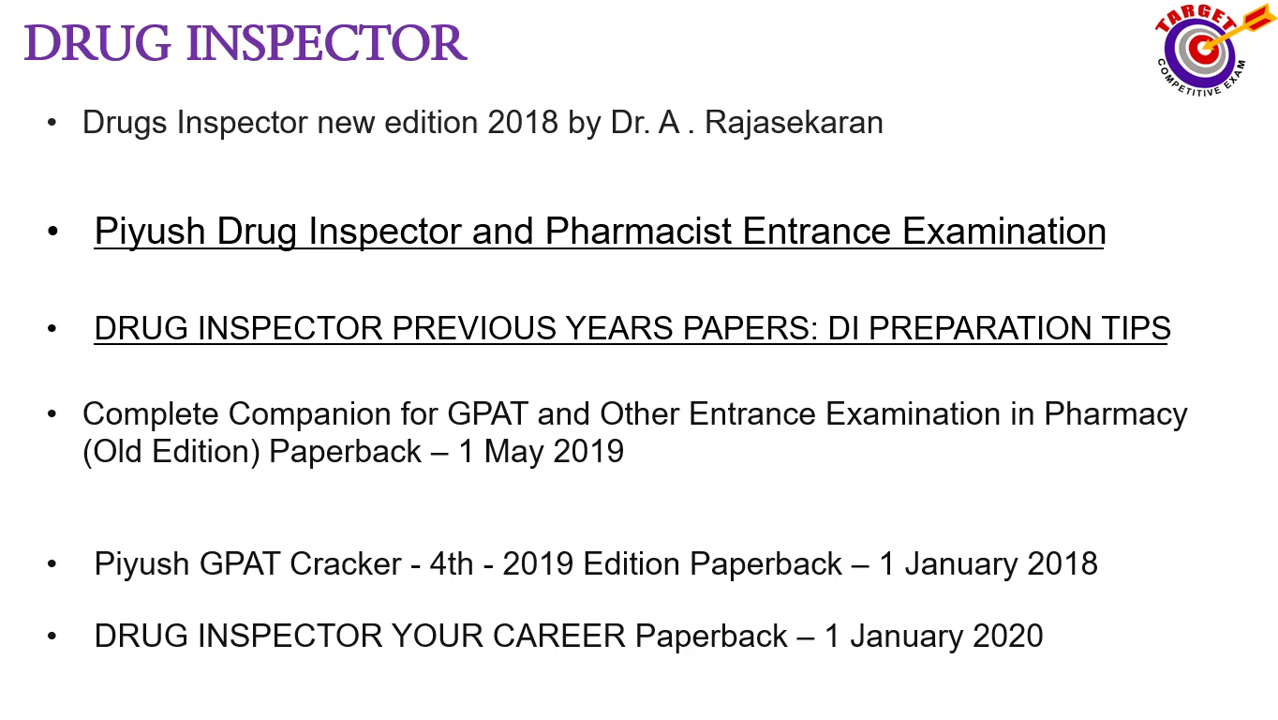 DRUG INSPECTOR
TARGET
COMPETITIVE EXAM
• Drugs Inspector new edition 2018 by Dr. A . Rajasekaran
• Piyush Drug Inspector and Pharmacist Entrance Examination
• DRUG INSPECTOR PREVIOUS YEARS PAPERS: DI PREPARATION TIPS
• Complete Companion for GPAT and Other Entrance Examination in Pharmacy
(Old Edition) Paperback – 1 May 2019
• Piyush GPAT Cracker - 4th - 2019 Edition Paperback – 1 January 2018
• DRUG INSPECTOR YOUR CAREER Paperback – 1 January 2020